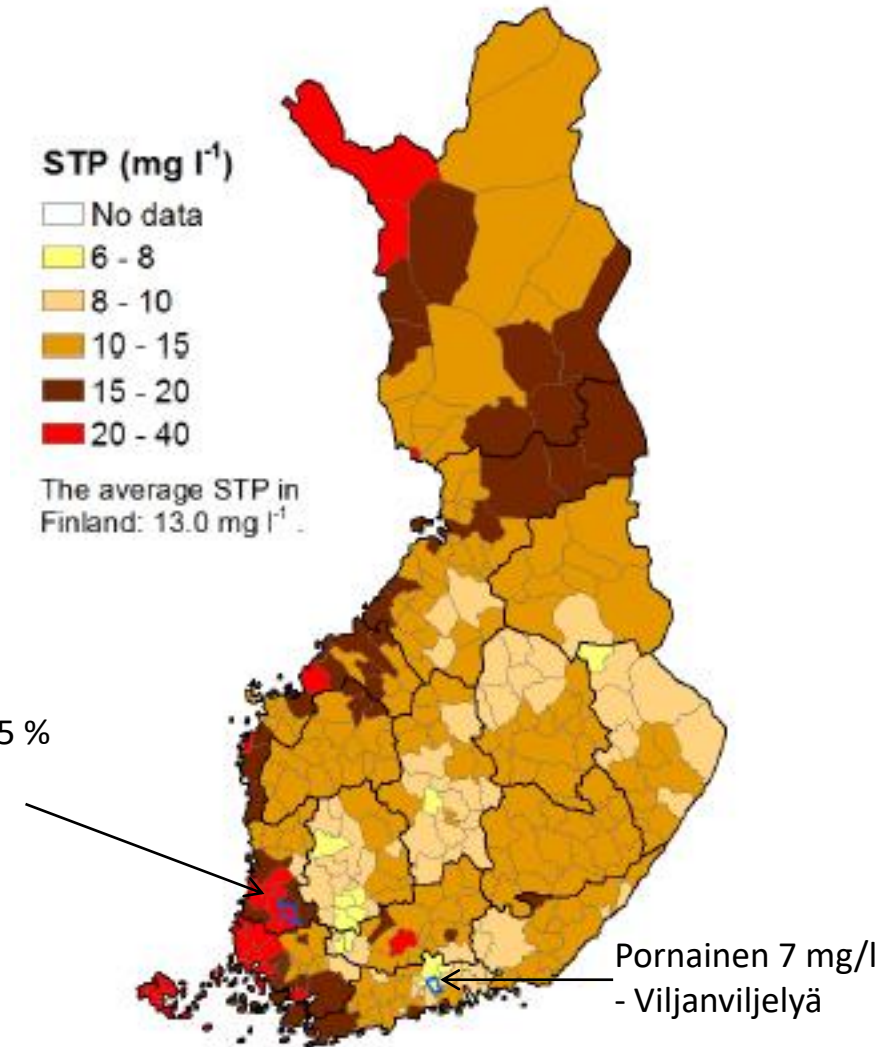 STP (mg l⁻¹)
No data
6 - 8
8 - 10
10 - 15
15 - 20
20 - 40
The average STP in
Finland: 13.0 mg l⁻¹ .
5 %
Pornainen 7 mg/l
- Viljanviljelyä